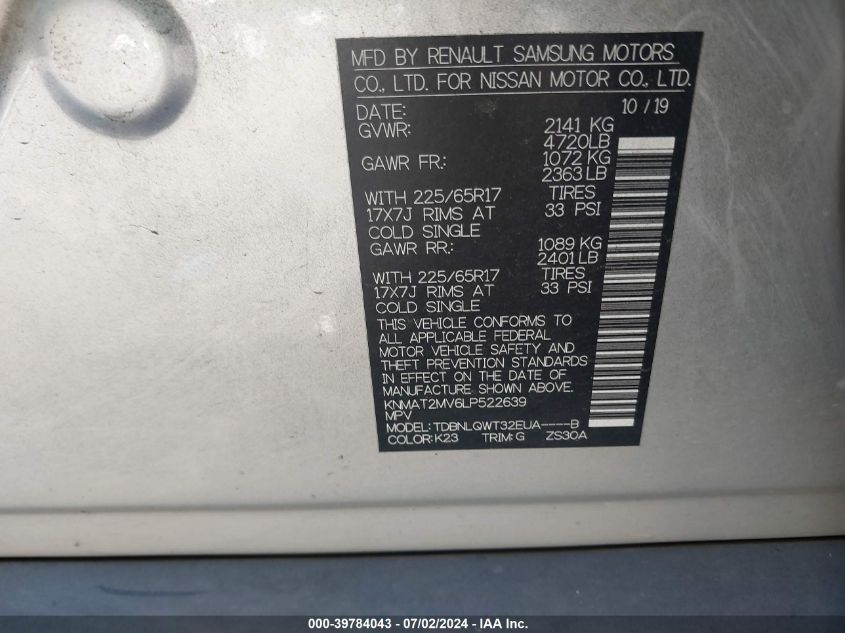 MFD BY RENAULT SAMSUNG MOTORS
CO., LTD. FOR NISSAN MOTOR CO., LTD.
DATE: 10 / 19
GVWR: 2141 KG
4720LB
GAWR FR.: 1072 KG
2363 LB
WITH 225/65R17 TIRES
17X7J RIMS AT 33 PSI
COLD SINGLE
GAWR RR.: 1089 KG
2401 LB
WITH 225/65R17 TIRES
17X7J RIMS AT 33 PSI
COLD SINGLE
THIS VEHICLE CONFORMS TO
ALL APPLICABLE FEDERAL
MOTOR VEHICLE SAFETY AND
THEFT PREVENTION STANDARDS
IN EFFECT ON THE DATE OF
MANUFACTURE SHOWN ABOVE.
KNMAT2MV6LP522639
MPV
MODEL: TDBNLQWT32EUA----B
COLOR: K23 TRIM: G ZS30A
000-39784043 / 07/02/2024 - IAA Inc.